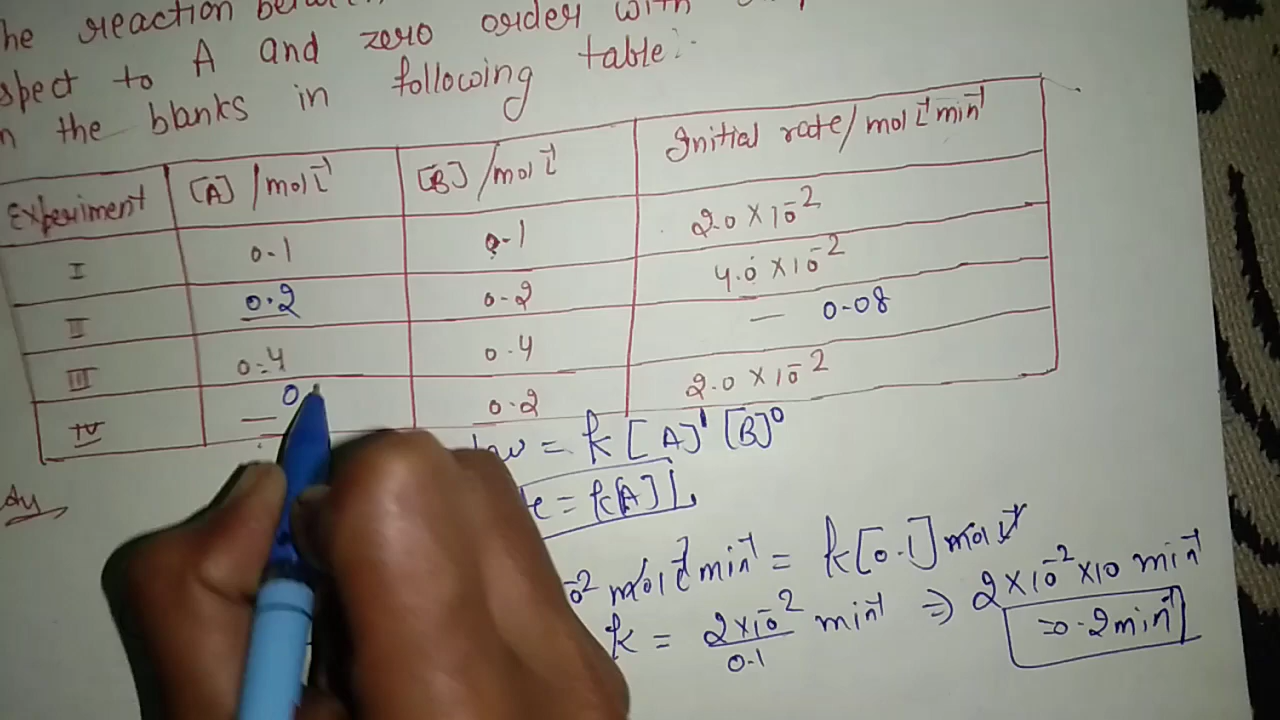 he reaction
spect to A and zero order with
n the blanks in following table:-
Experiment [A] /mol L⁻¹ [B] /mol L⁻¹ Initial rate/mol L⁻¹ min⁻¹
I 0.1 0.1 2.0 × 10⁻²
II 0.2 0.2 4.0 × 10⁻²
III 0.4 0.4 — 0.08
IV — 0. 0.2 2.0 × 10⁻²
law = k [A]¹ [B]⁰
te = k[A]
0⁻² mol L⁻¹ min⁻¹ = k[0.1] mol L⁻¹
k = 2×10⁻²/0.1 min⁻¹ ⇒ 2×10⁻²×10 min⁻¹
=0.2 min⁻¹